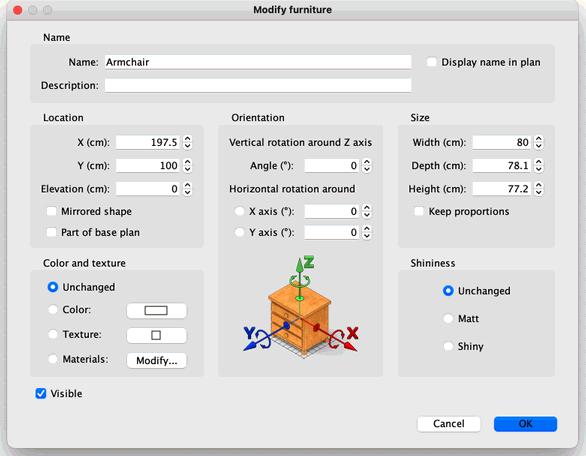 Modify furniture
Name
Name: Armchair
Display name in plan
Description:
Location
X (cm): 197.5
Y (cm): 100
Elevation (cm): 0
Mirrored shape
Part of base plan
Orientation
Vertical rotation around Z axis
Angle (°): 0
Horizontal rotation around
X axis (°): 0
Y axis (°): 0
Z
Y
X
Size
Width (cm): 80
Depth (cm): 78.1
Height (cm): 77.2
Keep proportions
Color and texture
Unchanged
Color:
Texture:
Materials: Modify...
Shininess
Unchanged
Matt
Shiny
Visible
Cancel
OK